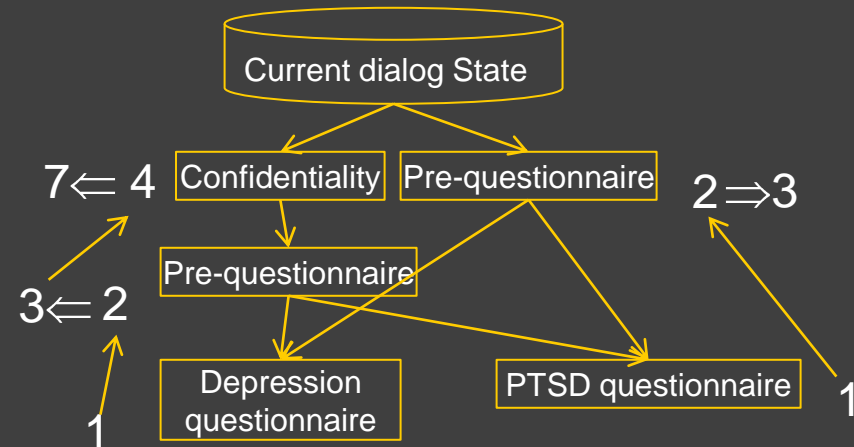 Current dialog State
7⇐ 4
Confidentiality
Pre-questionnaire
2⇒3
Pre-questionnaire
3⇐ 2
Depression
questionnaire
PTSD questionnaire
1
1